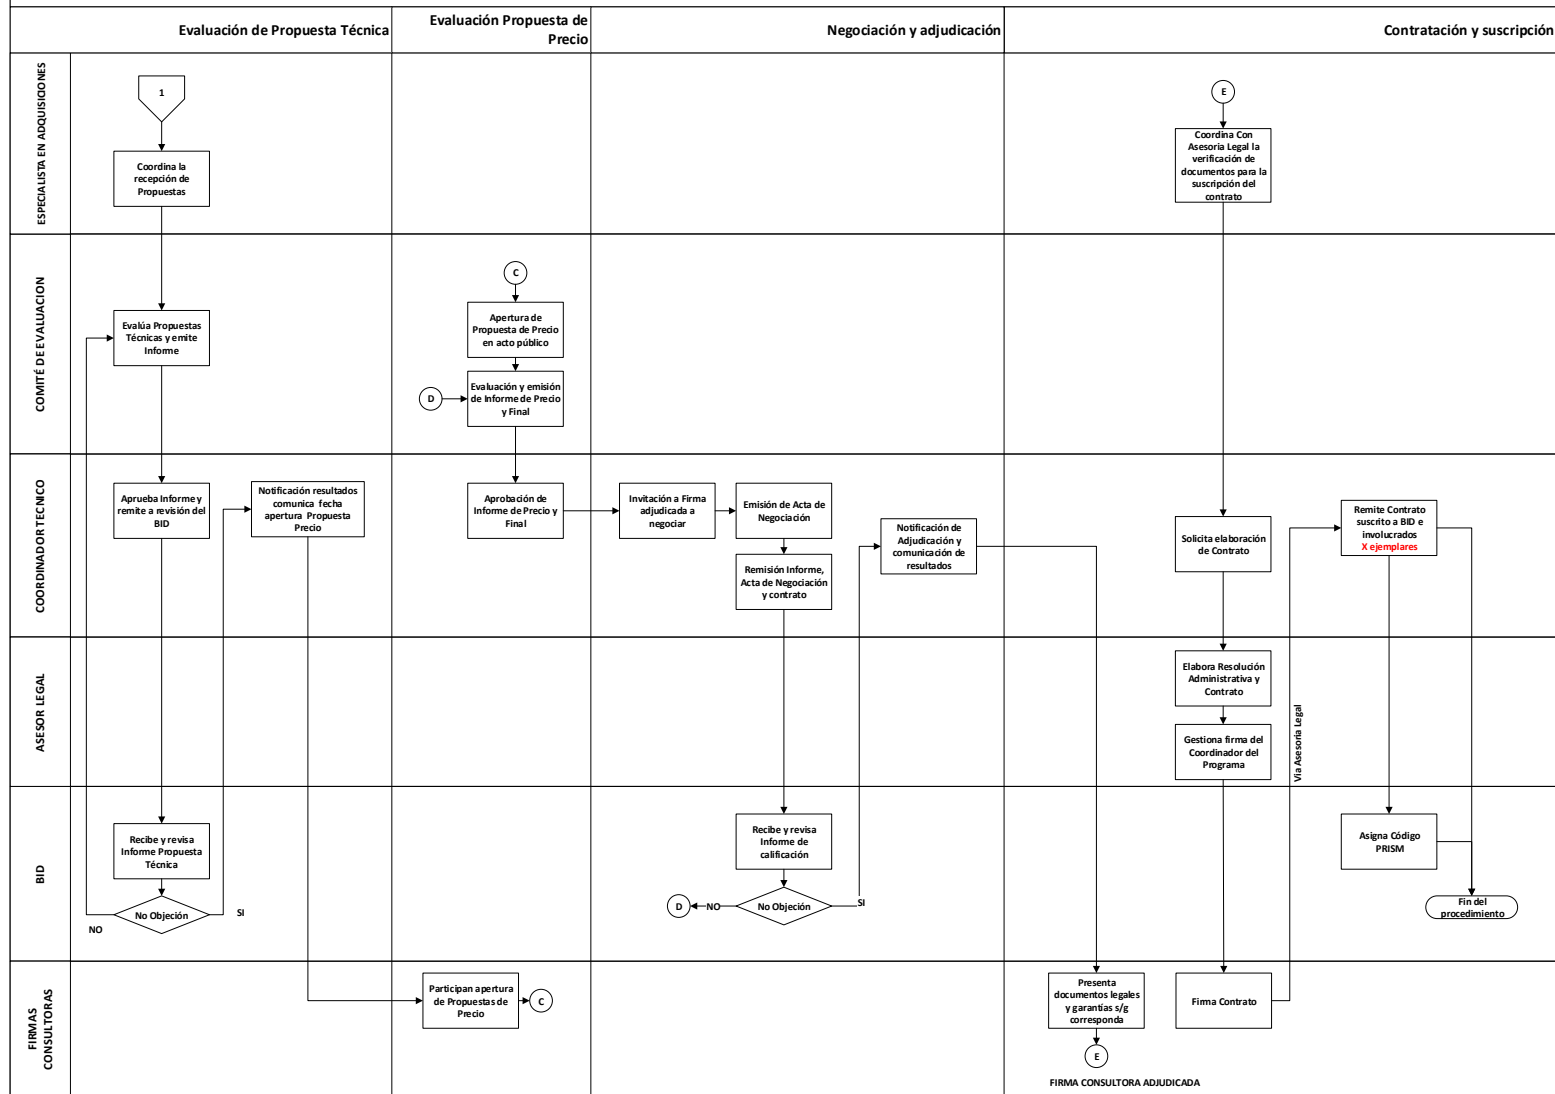 Evaluación de Propuesta Técnica
Evaluación Propuesta de
Precio
Negociación y adjudicación
Contratación y suscripción
ESPECIALISTA EN ADQUISICIONES
1
Coordina la
recepción de
Propuestas
E
Coordina Con
Asesoria Legal la
verificación de
documentos para la
suscripción del
contrato
COMITÉ DE EVALUACION
Evalúa Propuestas
Técnicas y emite
Informe
C
Apertura de
Propuesta de Precio
en acto público
D
Evaluación y emisión
de Informe de Precio
y Final
COORDINADOR TECNICO
Aprueba Informe y
remite a revisión del
BID
Notificación resultados
comunica fecha
apertura Propuesta
Precio
Aprobación de
Informe de Precio y
Final
Invitación a Firma
adjudicada a
negociar
Emisión de Acta de
Negociación
Remisión Informe,
Acta de Negociación
y contrato
Notificación de
Adjudicación y
comunicación de
resultados
Solicita elaboración
de Contrato
Remite Contrato
suscrito a BID e
involucrados
X ejemplares
ASESOR LEGAL
Elabora Resolución
Administrativa y
Contrato
Gestiona firma del
Coordinador del
Programa
Vía Asesoría Legal
BID
Recibe y revisa
Informe Propuesta
Técnica
No Objeción
NO
SI
Recibe y revisa
Informe de
calificación
No Objeción
NO
D
SI
Asigna Código
PRISM
Fin del
procedimiento
FIRMAS
CONSULTORAS
Participan apertura
de Propuestas de
Precio
C
Presenta
documentos legales
y garantías s/g
corresponda
E
FIRMA CONSULTORA ADJUDICADA
Firma Contrato